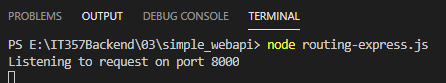 PROBLEMS OUTPUT DEBUG CONSOLE TERMINAL
PS E:\IT357Backend\03\simple_webapi> node routing-express.js
Listening to request on port 8000